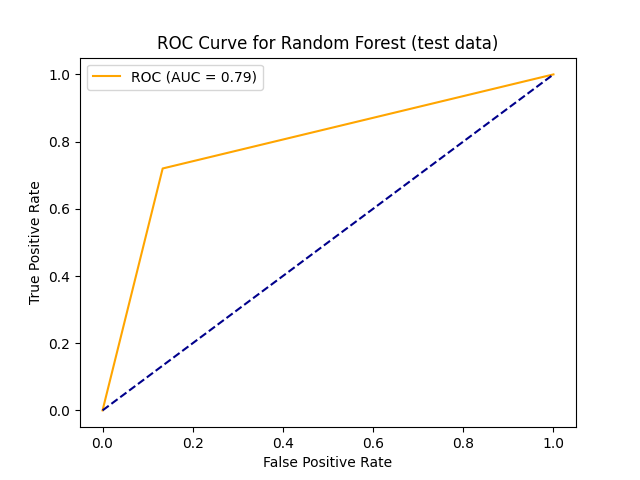 ROC Curve for Random Forest (test data)
ROC (AUC = 0.79)
True Positive Rate
1.0
0.8
0.6
0.4
0.2
0.0
0.0 0.2 0.4 0.6 0.8 1.0
False Positive Rate